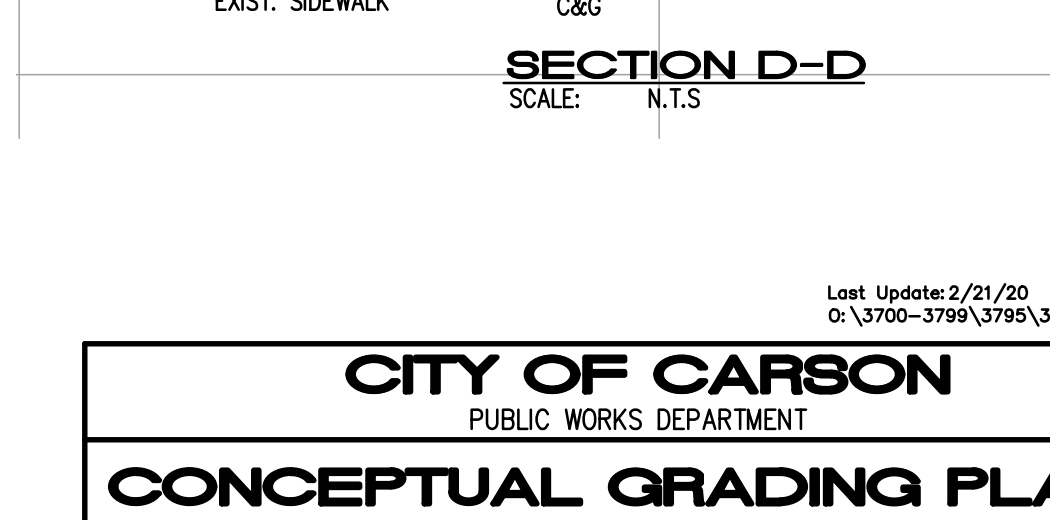 EXIST. SIDEWALK
C&G
SECTION D-D
SCALE: N.T.S
Last Update: 2/21/20
O: \3700-3799\3795\3
CITY OF CARSON
PUBLIC WORKS DEPARTMENT
CONCEPTUAL GRADING PLA